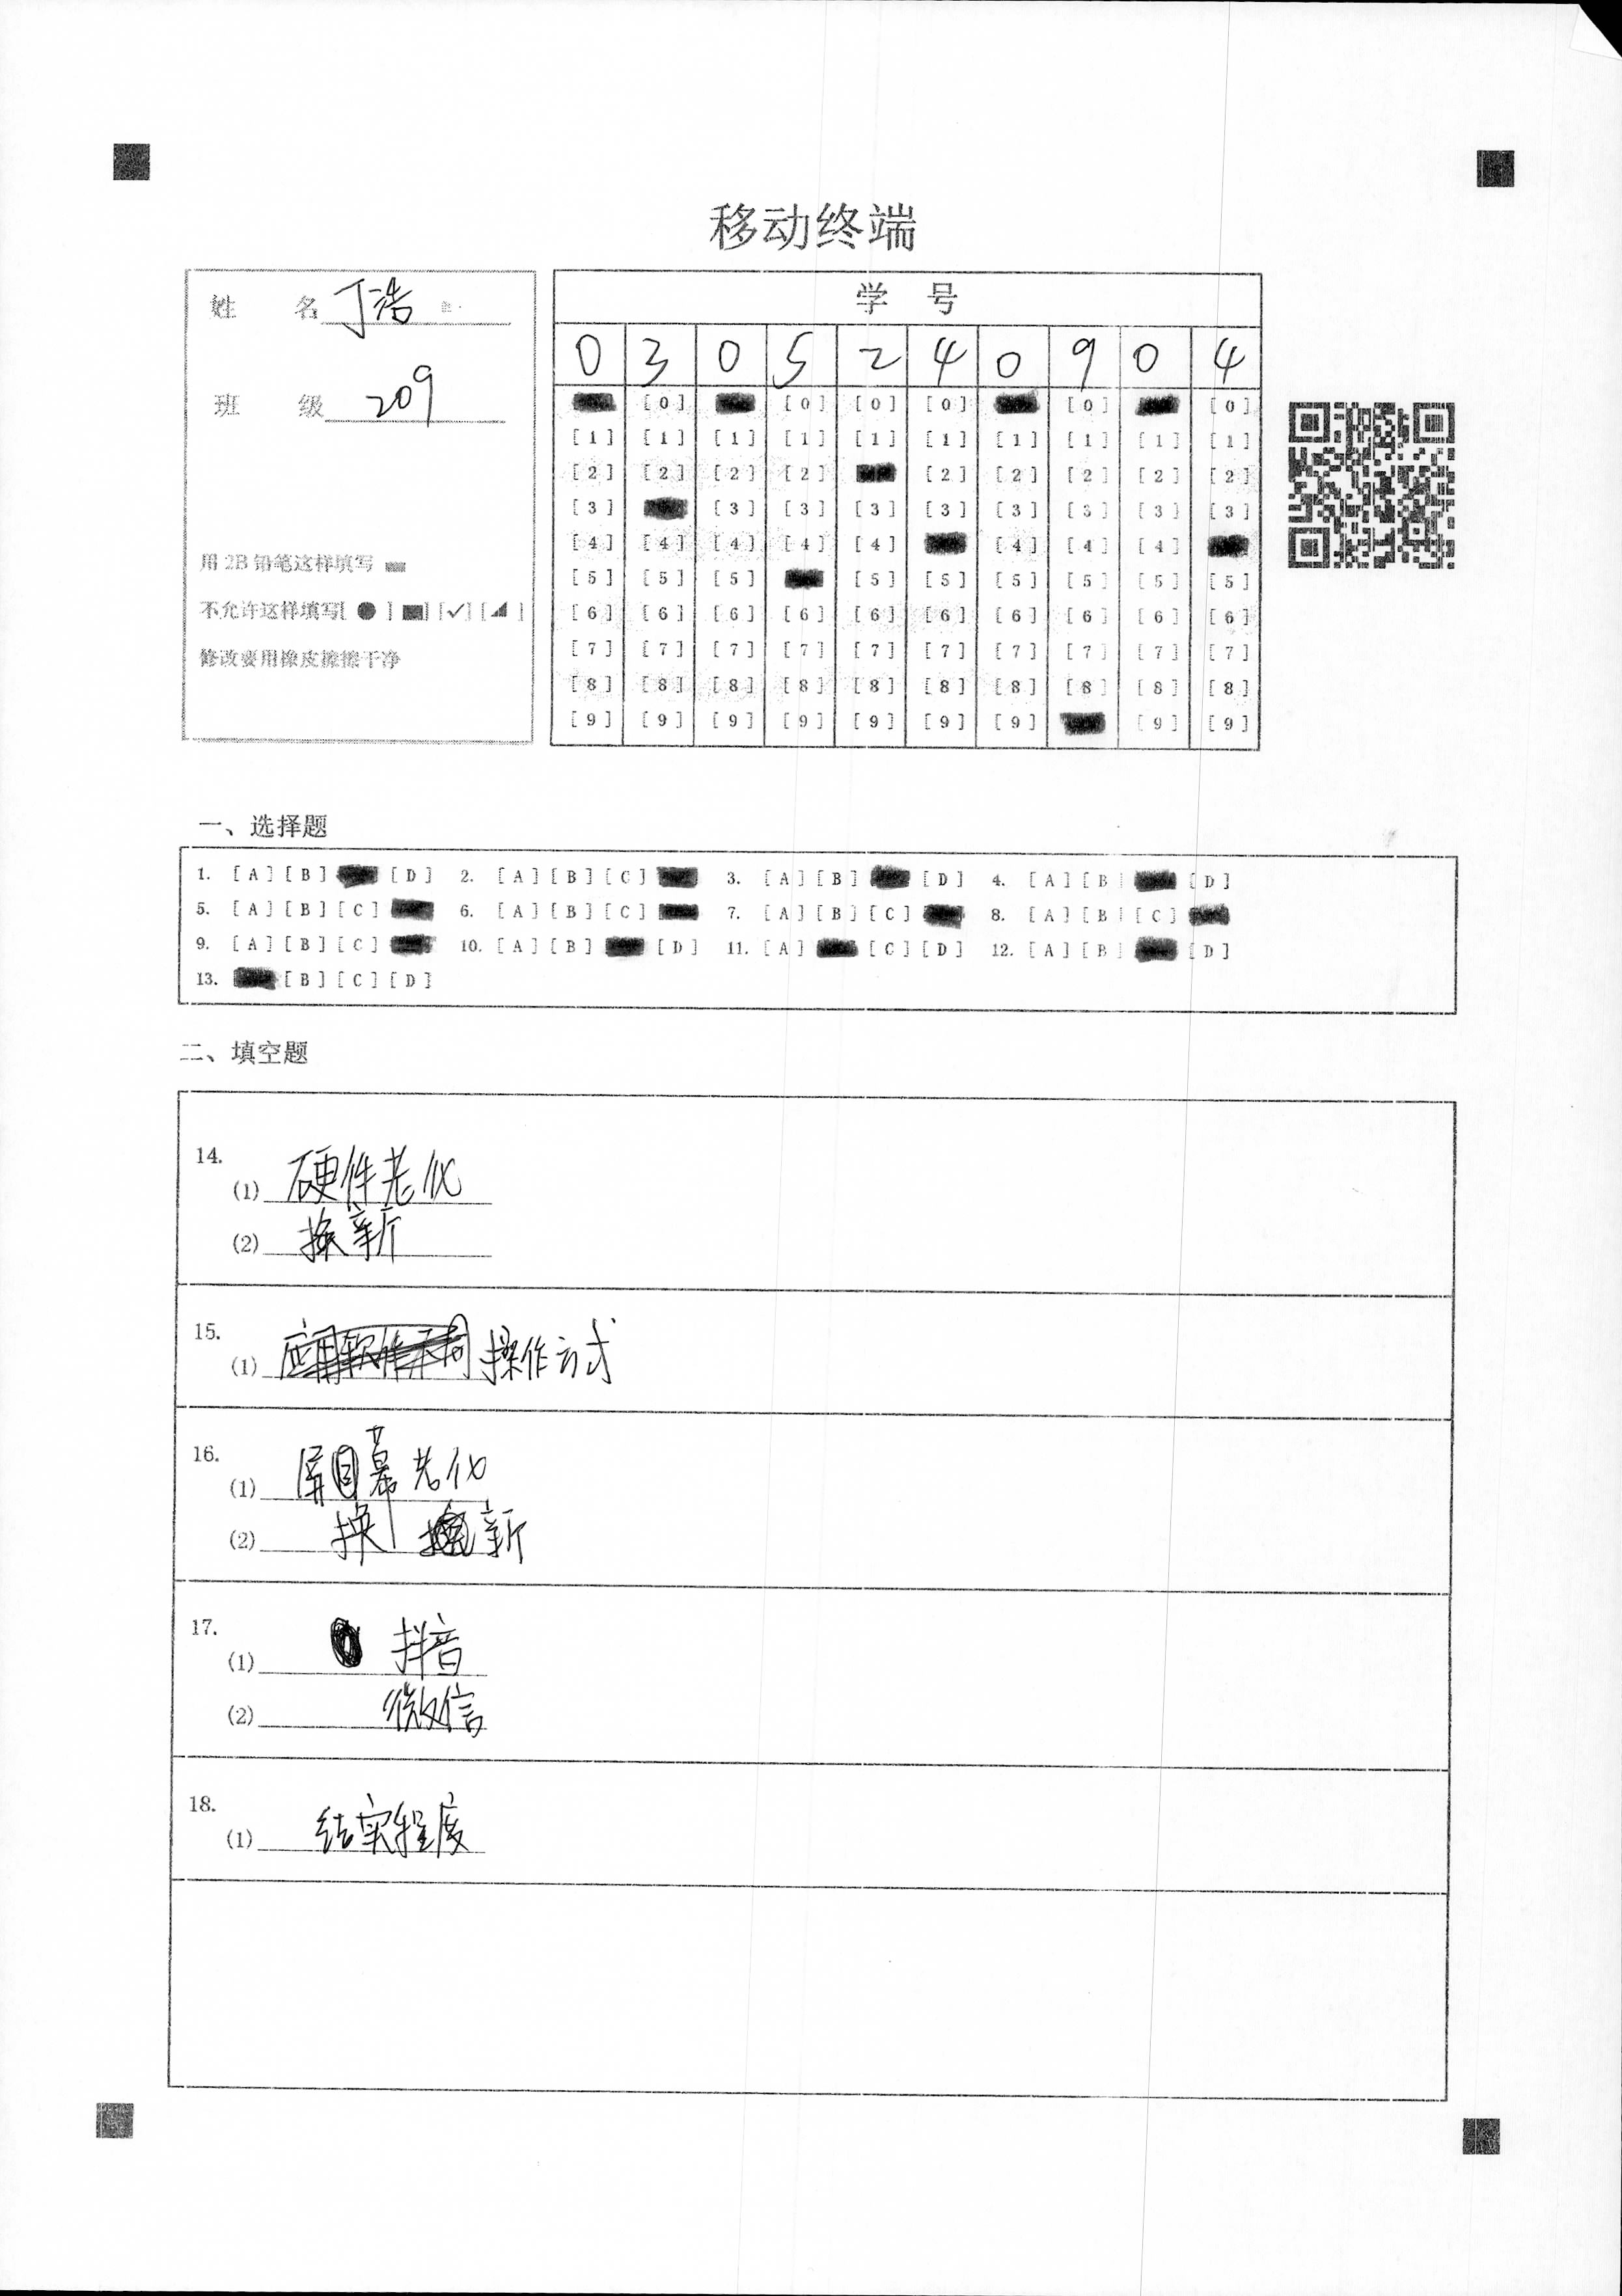 移动终端
姓 名 丁浩
班 级 209
用 2B 铅笔这样填写
不允许这样填写[ ● ] [■] [✓] [◢ ]
修改要用橡皮擦擦干净
学 号
0 3 0 5 2 4 0 9 0 4
[0] [0] [0] [0] [0] [0]
[1] [1] [1] [1] [1] [1] [1] [1] [1] [1]
[2] [2] [2] [2] [2] [2] [2] [2] [2]
[3] [3] [3] [3] [3] [3] [3] [3] [3]
[4] [4] [4] [4] [4] [4] [4] [4]
[5] [5] [5] [5] [5] [5] [5] [5] [5]
[6] [6] [6] [6] [6] [6] [6] [6] [6] [6]
[7] [7] [7] [7] [7] [7] [7] [7] [7] [7]
[8] [8] [8] [8] [8] [8] [8] [8] [8] [8]
[9] [9] [9] [9] [9] [9] [9] [9] [9]
一、选择题
1. [A] [B] [D] 2. [A] [B] [C] 3. [A] [B] [D] 4. [A] [B] [D]
5. [A] [B] [C] 6. [A] [B] [C] 7. [A] [B] [C] 8. [A] [B] [C]
9. [A] [B] [C] 10. [A] [B] [D] 11. [A] [C] [D] 12. [A] [B] [D]
13. [B] [C] [D]
二、填空题
14.
(1) 硬件老化
(2) 换新
15.
(1) 操作方式
16.
(1) 屏幕老化
(2) 换新
17.
(1) 抖音
(2) 微信
18.
(1) 结实程度